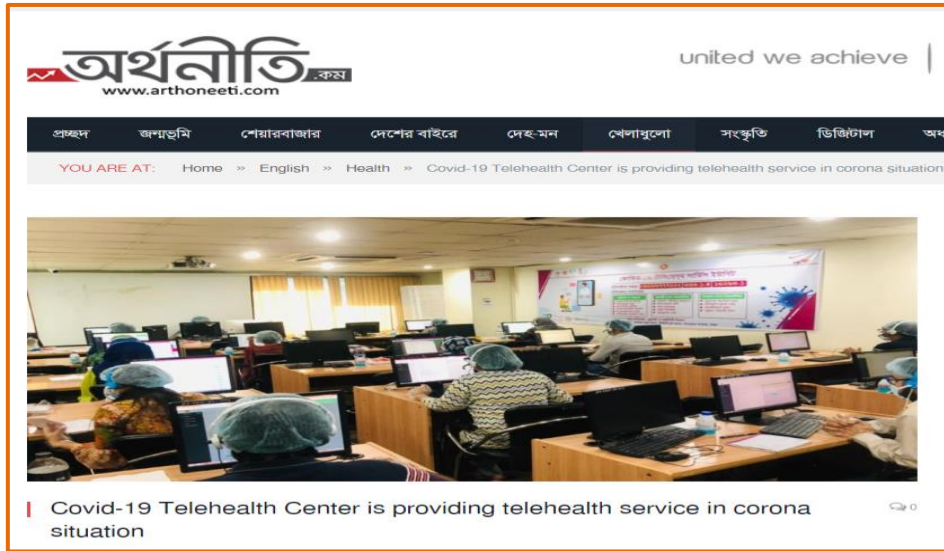 অর্থনীতি.কম
www.arthoneeti.com
united we achieve
প্রচ্ছদ জন্মভূমি শেয়ারবাজার দেশের বাইরে দেহ-মন খেলাধুলো সংস্কৃতি ডিজিটাল
YOU ARE AT: Home » English » Health » Covid-19 Telehealth Center is providing telehealth service in corona situation
Covid-19 Telehealth Center is providing telehealth service in corona
situation
0